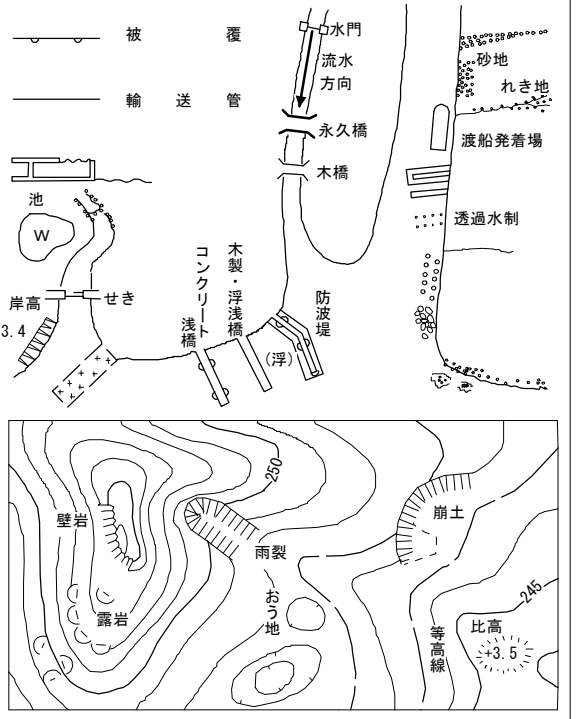 被覆
輸送管
水門
流水
方向
永久橋
木橋
砂地
れき地
渡船発着場
透過水制
池
W
岸高
3.4
せき
コンクリート
浅橋
木製・浮浅橋
(浮)
防波堤
250
壁岩
露岩
雨裂
おう地
崩土
等高線
245
比高
+3.5